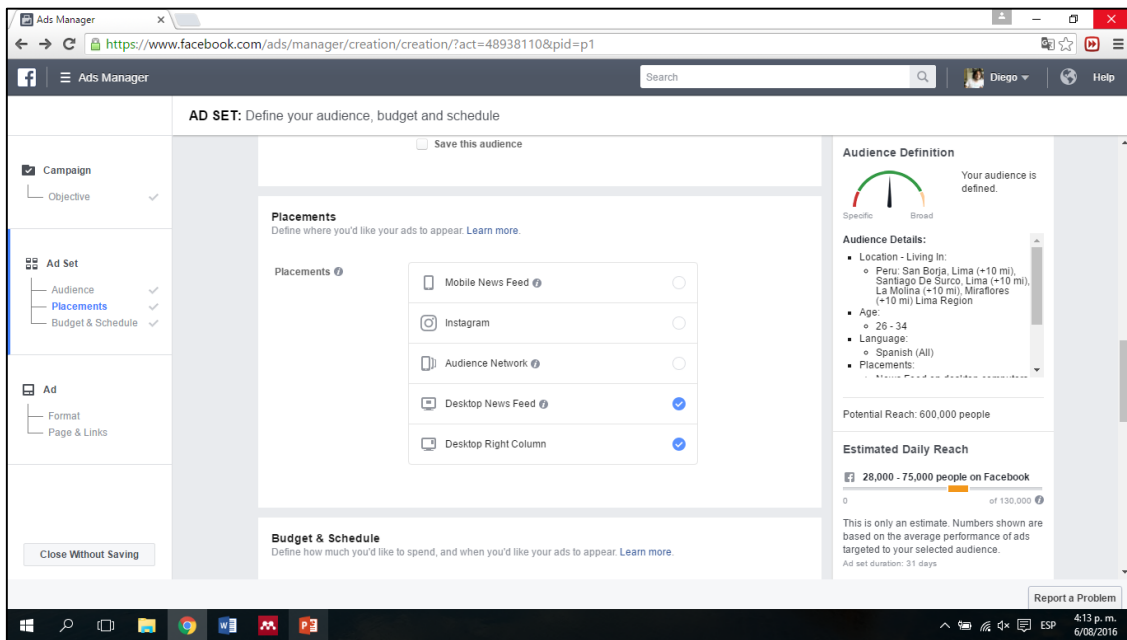 Ads Manager
https://www.facebook.com/ads/manager/creation/creation/?act=48938110&pid=p1
f
Ads Manager
Search
Diego
Help
AD SET: Define your audience, budget and schedule
Campaign
Objective
Ad Set
Audience
Placements
Budget & Schedule
Ad
Format
Page & Links
Close Without Saving
Save this audience
Placements
Define where you'd like your ads to appear. Learn more.
Placements
Mobile News Feed
Instagram
Audience Network
Desktop News Feed
Desktop Right Column
Budget & Schedule
Define how much you'd like to spend, and when you'd like your ads to appear. Learn more.
Audience Definition
Your audience is
defined.
Specific
Broad
Audience Details:
Location - Living In:
Peru: San Borja, Lima (+10 mi),
Santiago De Surco, Lima (+10 mi),
La Molina (+10 mi), Miraflores
(+10 mi) Lima Region
Age:
26 - 34
Language:
Spanish (All)
Placements:
News Feed on desktop computers
Potential Reach: 600,000 people
Estimated Daily Reach
28,000 - 75,000 people on Facebook
0
of 130,000
This is only an estimate. Numbers shown are
based on the average performance of ads
targeted to your selected audience.
Ad set duration: 31 days
Report a Problem
ESP
4:13 p. m.
6/08/2016